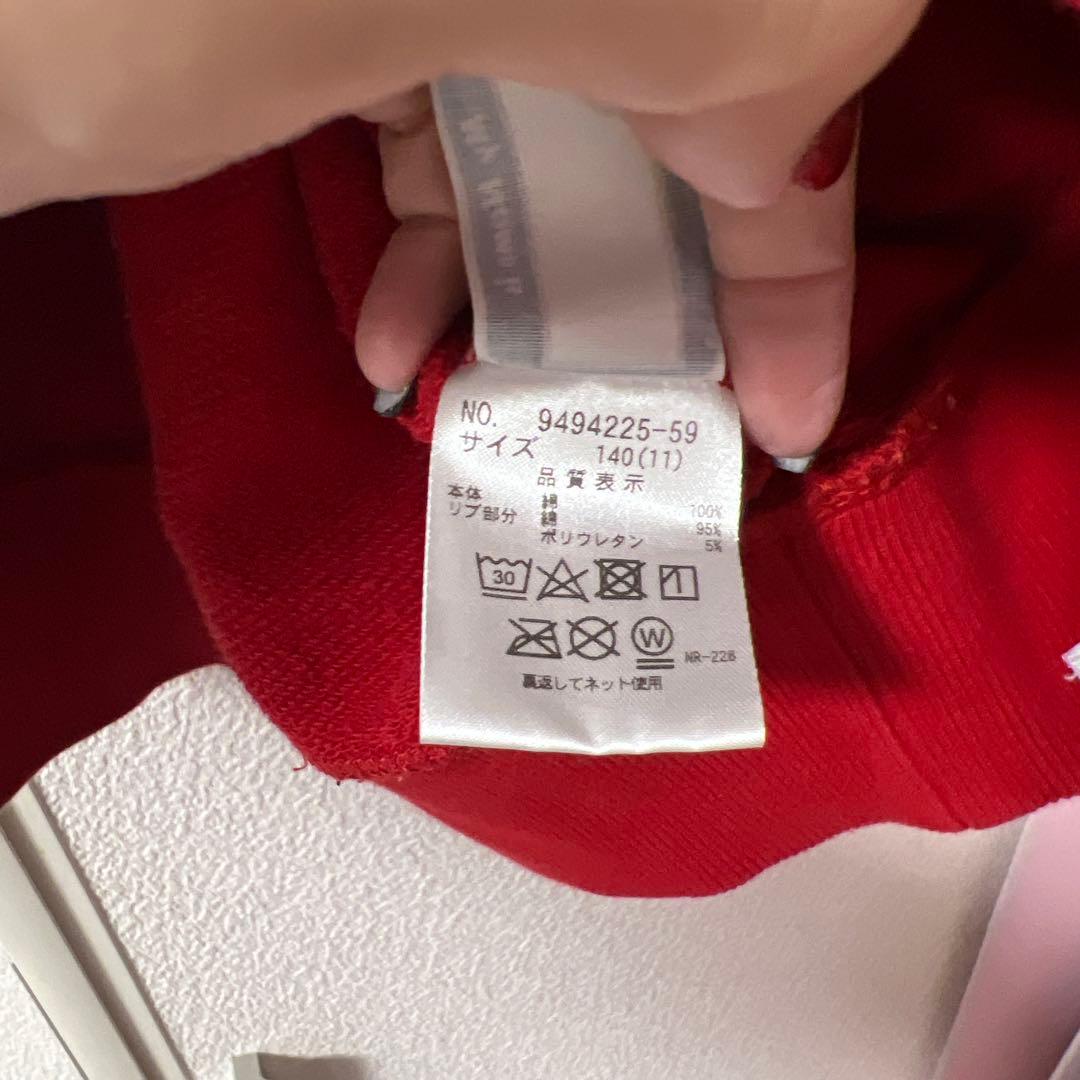 NO. 9494225-59
サイズ 140(11)
品質表示
本体 綿 100%
リブ部分 綿 95%
ポリウレタン 5%
30
W
NR-22B
裏返してネット使用